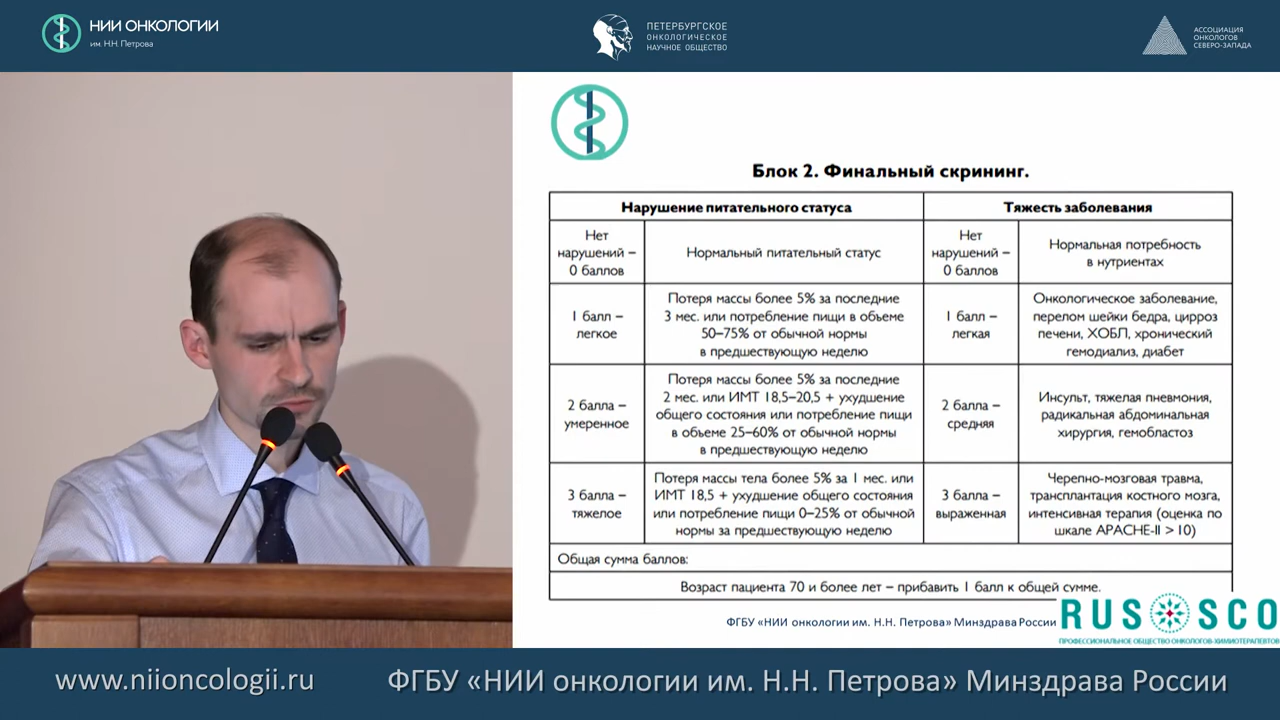 НИИ ОНКОЛОГИИ
им. Н.Н. Петрова
ПЕТЕРБУРГСКОЕ
ОНКОЛОГИЧЕСКОЕ
НАУЧНОЕ ОБЩЕСТВО
АССОЦИАЦИЯ
ОНКОЛОГОВ
СЕВЕРО-ЗАПАДА
Блок 2. Финальный скрининг.
Нарушение питательного статуса
Тяжесть заболевания
Нет
нарушений –
0 баллов
Нормальный питательный статус
Нет
нарушений –
0 баллов
Нормальная потребность
в нутриентах
1 балл –
легкое
Потеря массы более 5% за последние
3 мес. или потребление пищи в объеме
50–75% от обычной нормы
в предшествующую неделю
1 балл –
легкая
Онкологическое заболевание,
перелом шейки бедра, цирроз
печени, ХОБЛ, хронический
гемодиализ, диабет
2 балла –
умеренное
Потеря массы более 5% за последние
2 мес. или ИМТ 18,5–20,5 + ухудшение
общего состояния или потребление пищи
в объеме 25–60% от обычной нормы
в предшествующую неделю
2 балла –
средняя
Инсульт, тяжелая пневмония,
радикальная абдоминальная
хирургия, гемобластоз
3 балла –
тяжелое
Потеря массы тела более 5% за 1 мес. или
ИМТ 18,5 + ухудшение общего состояния
или потребление пищи 0–25% от обычной
нормы за предшествующую неделю
3 балла –
выраженная
Черепно-мозговая травма,
трансплантация костного мозга,
интенсивная терапия (оценка по
шкале APACHE-II > 10)
Общая сумма баллов:
Возраст пациента 70 и более лет – прибавить 1 балл к общей сумме.
ФГБУ «НИИ онкологии им. Н.Н. Петрова» Минздрава России
RUSSCO
ПРОФЕССИОНАЛЬНОЕ ОБЩЕСТВО ОНКОЛОГОВ-ХИМИОТЕРАПЕВТОВ
www.niioncologii.ru
ФГБУ «НИИ онкологии им. Н.Н. Петрова» Минздрава России